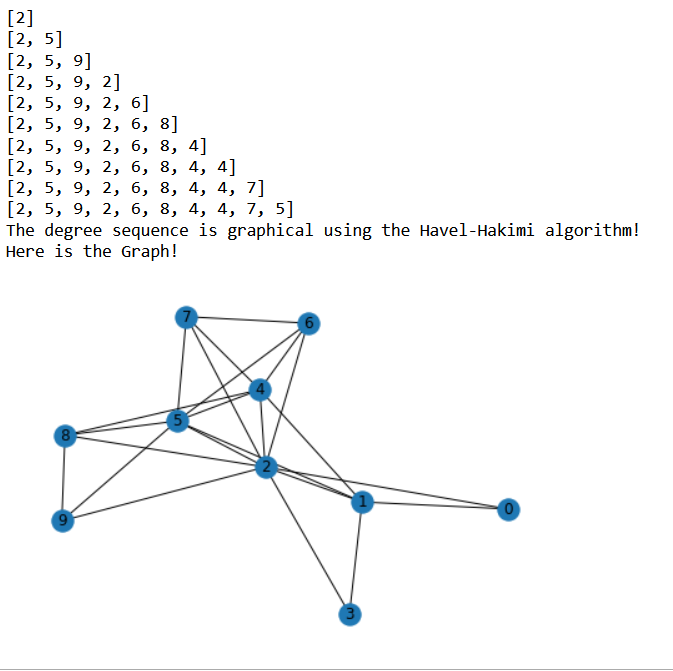 [2]
[2, 5]
[2, 5, 9]
[2, 5, 9, 2]
[2, 5, 9, 2, 6]
[2, 5, 9, 2, 6, 8]
[2, 5, 9, 2, 6, 8, 4]
[2, 5, 9, 2, 6, 8, 4, 4]
[2, 5, 9, 2, 6, 8, 4, 4, 7]
[2, 5, 9, 2, 6, 8, 4, 4, 7, 5]
The degree sequence is graphical using the Havel-Hakimi algorithm!
Here is the Graph!
7
6
4
5
8
2
1
0
9
3